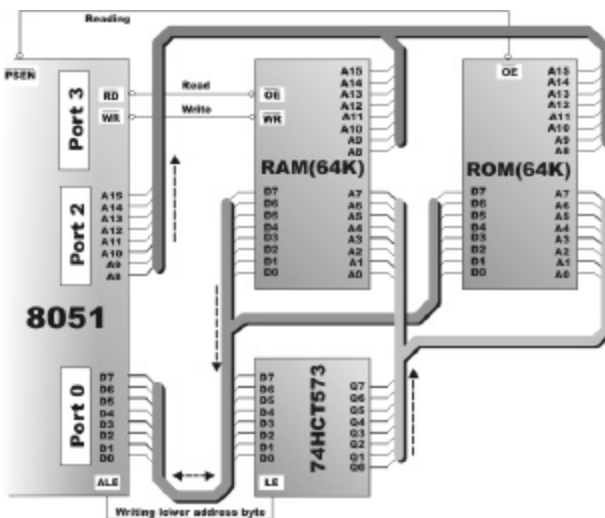 Reading
PSEN
OE
Port 3
RD
Read
OE
WR
Write
WR
A15
A14
A13
A12
A11
A10
A9
A8
A15
A14
A13
A12
A11
A10
A9
A8
RAM(64K)
ROM(64K)
Port 2
A15
A14
A13
A12
A11
A10
A9
A8
D7
D6
D5
D4
D3
D2
D1
D0
A7
A6
A5
A4
A3
A2
A1
A0
D7
D6
D5
D4
D3
D2
D1
D0
A7
A6
A5
A4
A3
A2
A1
A0
8051
Port 0
D7
D6
D5
D4
D3
D2
D1
D0
D7
D6
D5
D4
D3
D2
D1
D0
74HCT573
Q7
Q6
Q5
Q4
Q3
Q2
Q1
Q0
ALE
LE
Writing lower address byte